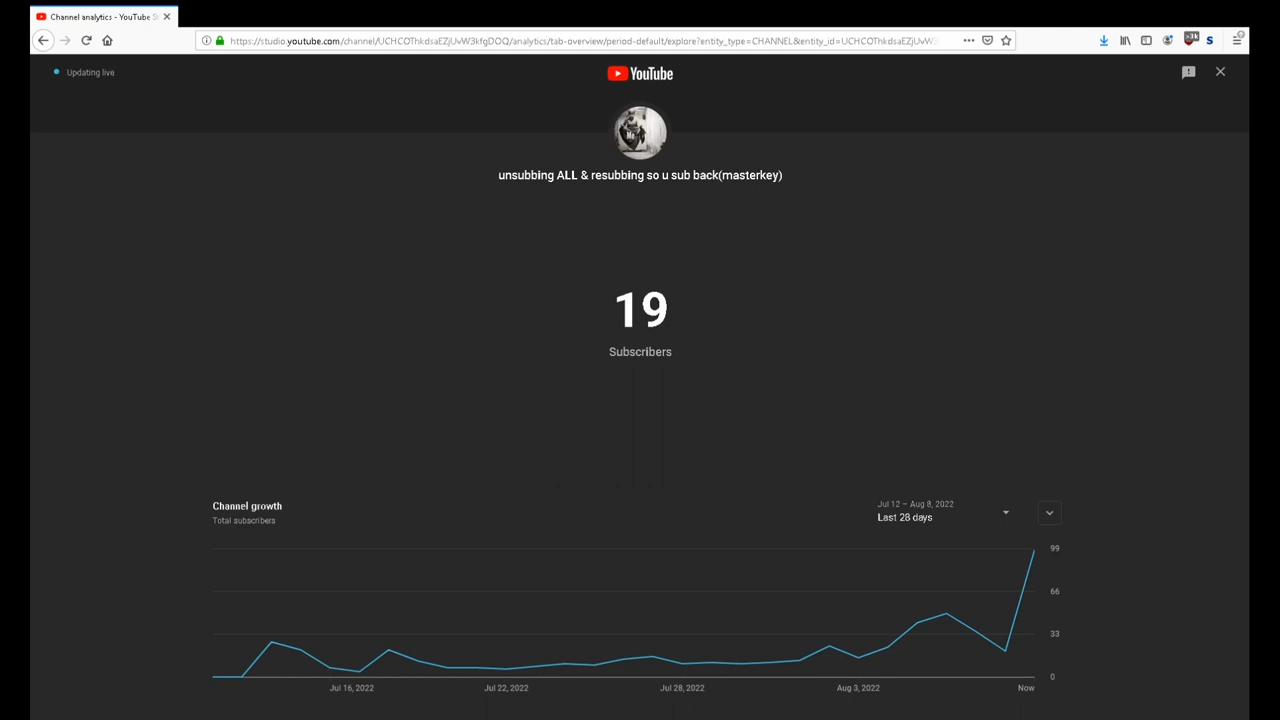 Channel analytics - YouTube S
https://studio.youtube.com/channel/UCHCOThkdsaEZjUvW3kfgDOQ/analytics/tab-overview/period-default/explore?entity_type=CHANNEL&entity_id=UCHCOThkdsaEZjUvW3
>3k
S
Updating live
YouTube
unsubbing ALL & resubbing so u sub back(masterkey)
19
Subscribers
Channel growth
Total subscribers
Jul 12 – Aug 8, 2022
Last 28 days
99
66
33
0
Jul 16, 2022
Jul 22, 2022
Jul 28, 2022
Aug 3, 2022
Now